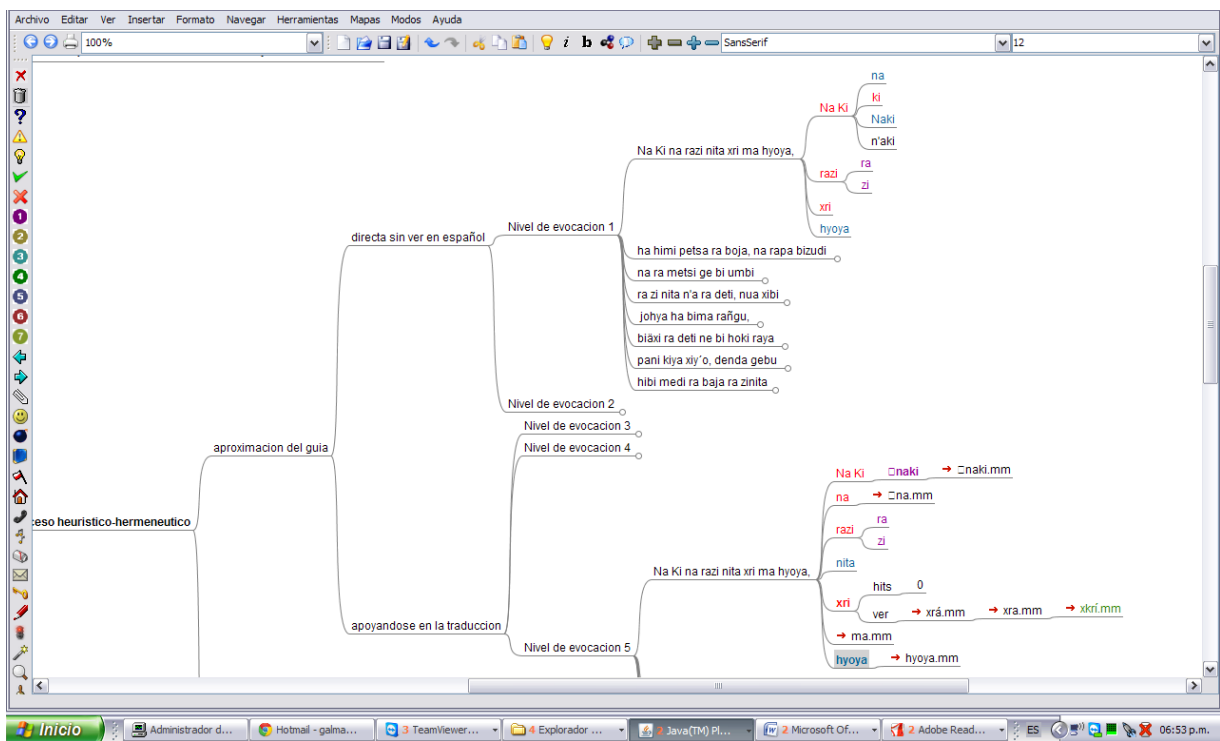 Archivo Editar Ver Insertar Formato Navegar Herramientas Mapas Modos Ayuda
100%
i b
SansSerif
12
na
ki
Na Ki
Naki
n'aki
Na Ki na razi nita xri ma hyoya,
ra
razi
zi
xri
hyoya
Nivel de evocacion 1
directa sin ver en español
ha himi petsa ra boja, na rapa bizudi
na ra metsi ge bi umbi
ra zi nita n'a ra deti, nua xibi
johya ha bima rañgu,
biäxi ra deti ne bi hoki raya
pani kiya xiy´o, denda gebu
hibi medi ra baja ra zinita
Nivel de evocacion 2
Nivel de evocacion 3
aproximacion del guia
Nivel de evocacion 4
Na Ki naki naki.mm
na na.mm
ceso heuristico-hermeneutico
ra
razi
zi
nita
Na Ki na razi nita xri ma hyoya,
hits 0
xri
ver xrá.mm xra.mm xkrí.mm
apoyandose en la traduccion
ma.mm
Nivel de evocacion 5
hyoya hyoya.mm
Inicio
Administrador d...
Hotmail - galma...
3 TeamViewer...
4 Explorador ...
2 Java(TM) Pl...
2 Microsoft Of...
2 Adobe Read...
ES
06:53 p.m.